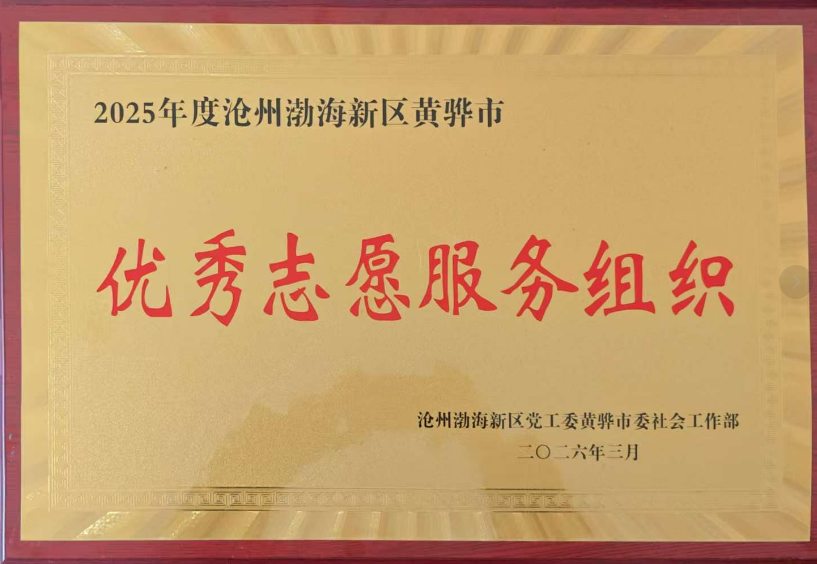 2025年度沧州渤海新区黄骅市
优秀志愿服务组织
沧州渤海新区党工委黄骅市委社会工作部
二〇二六年三月